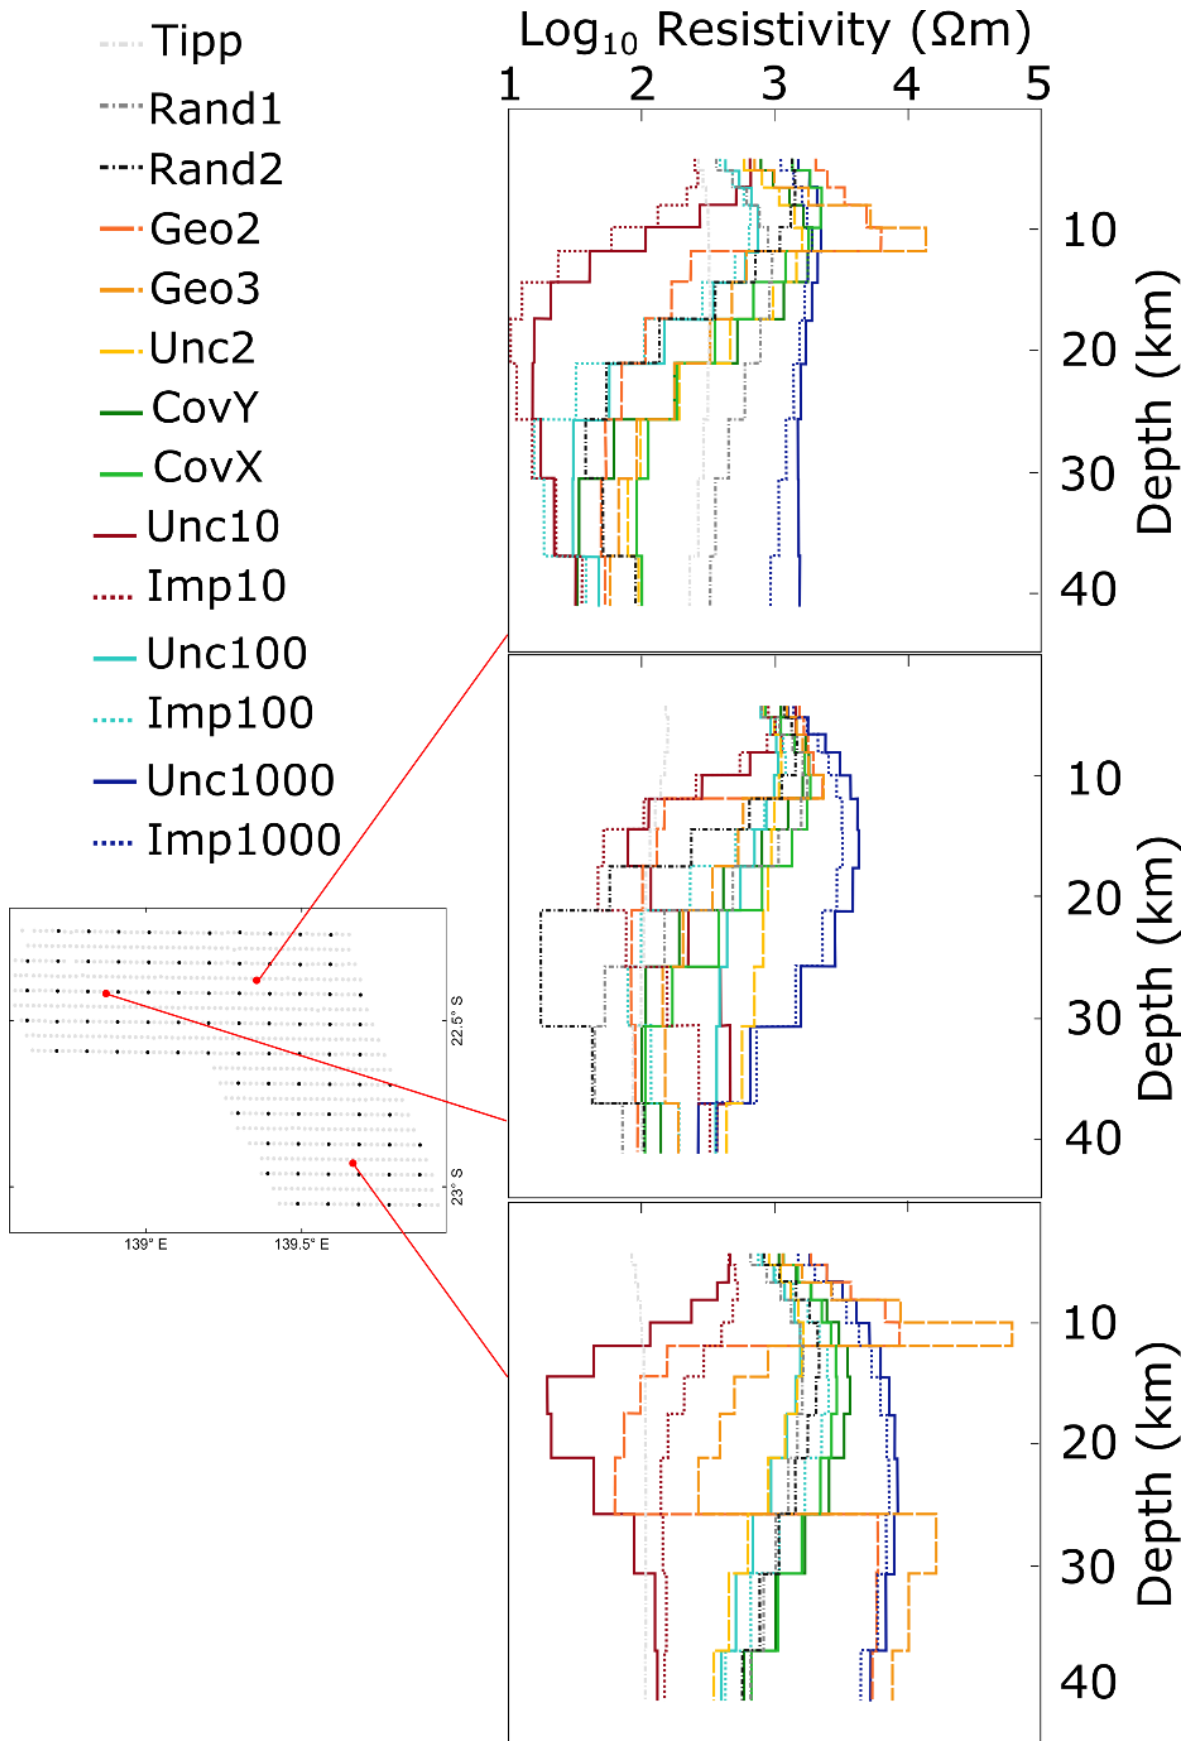 Log₁₀ Resistivity (Ωm)
1 2 3 4 5
Tipp
Rand1
Rand2
Geo2
Geo3
Unc2
CovY
CovX
Unc10
Imp10
Unc100
Imp100
Unc1000
Imp1000
10
20
30
40
Depth (km)
10
20
30
40
Depth (km)
10
20
30
40
Depth (km)
22.5° S
23° S
139° E 139.5° E